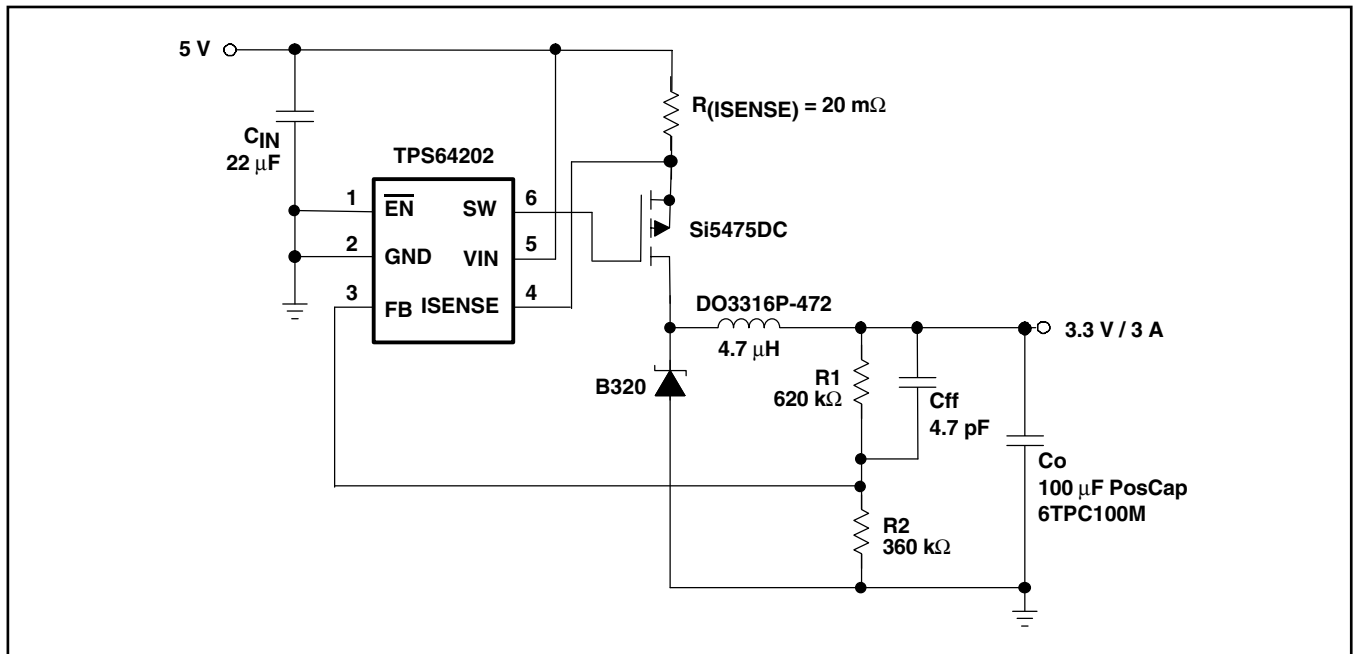 5 V
R(ISENSE) = 20 mΩ
CIN
22 μF
TPS64202
1
EN
SW
6
Si5475DC
2
GND
VIN
5
3
FB
ISENSE
4
DO3316P-472
4.7 μH
3.3 V / 3 A
B320
R1
620 kΩ
Cff
4.7 pF
Co
100 μF PosCap
6TPC100M
R2
360 kΩ